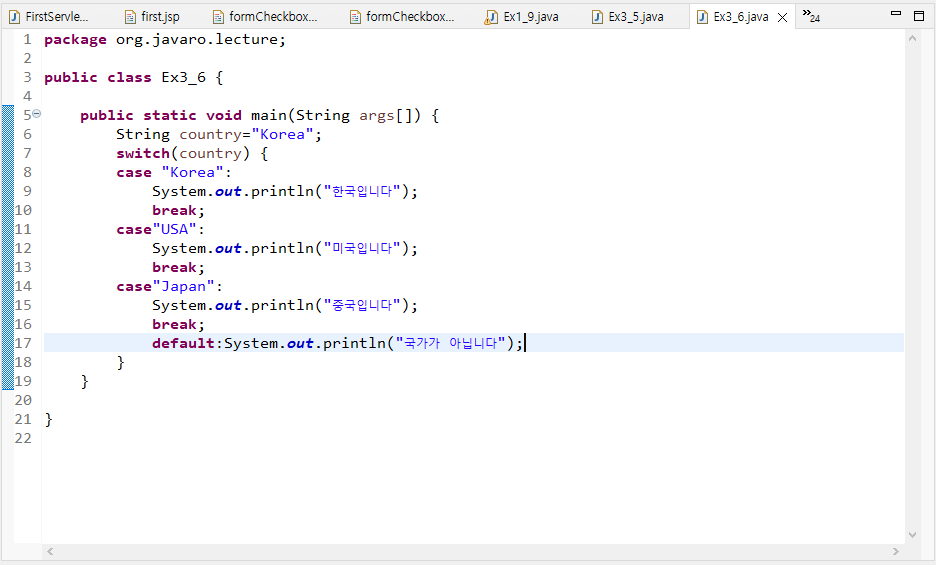 FirstServle... first.jsp formCheckbox... formCheckbox... Ex1_9.java Ex3_5.java Ex3_6.java 24
1 package org.javaro.lecture;
2
3 public class Ex3_6 {
4
5 public static void main(String args[]) {
6 String country="Korea";
7 switch(country) {
8 case "Korea":
9 System.out.println("한국입니다");
10 break;
11 case"USA":
12 System.out.println("미국입니다");
13 break;
14 case"Japan":
15 System.out.println("중국입니다");
16 break;
17 default:System.out.println("국가가 아닙니다");
18 }
19 }
20
21 }
22